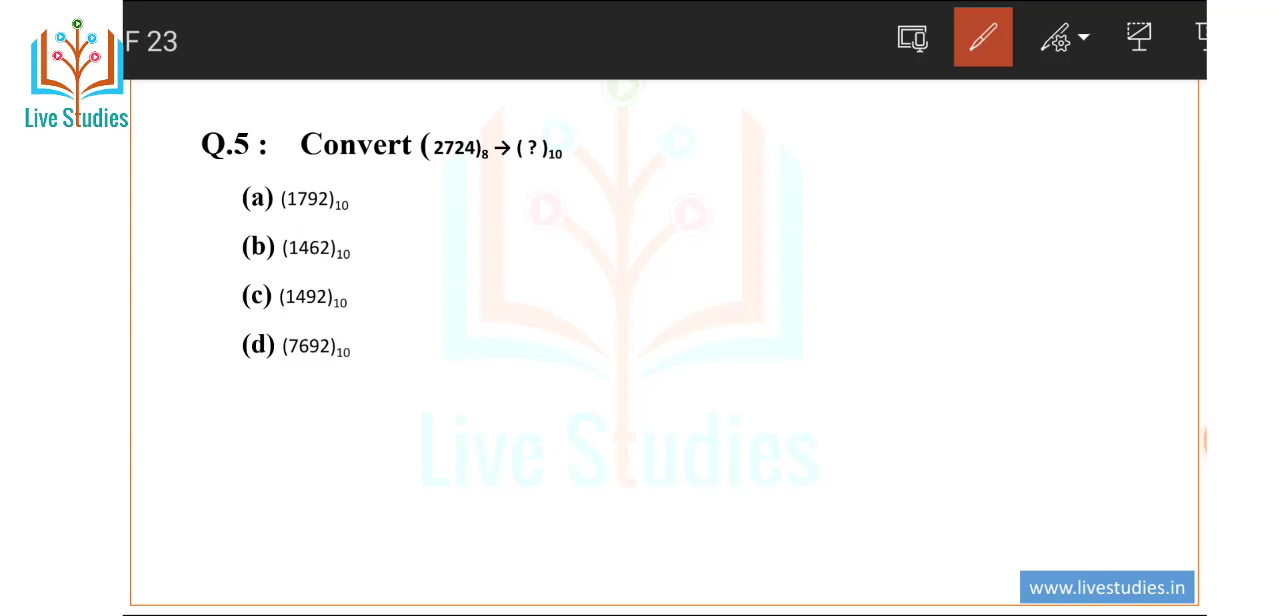 F 23
Live Studies
Q.5 : Convert ( 2724)₈ → ( ? )₁₀
(a) (1792)₁₀
(b) (1462)₁₀
(c) (1492)₁₀
(d) (7692)₁₀
Live Studies
www.livestudies.in